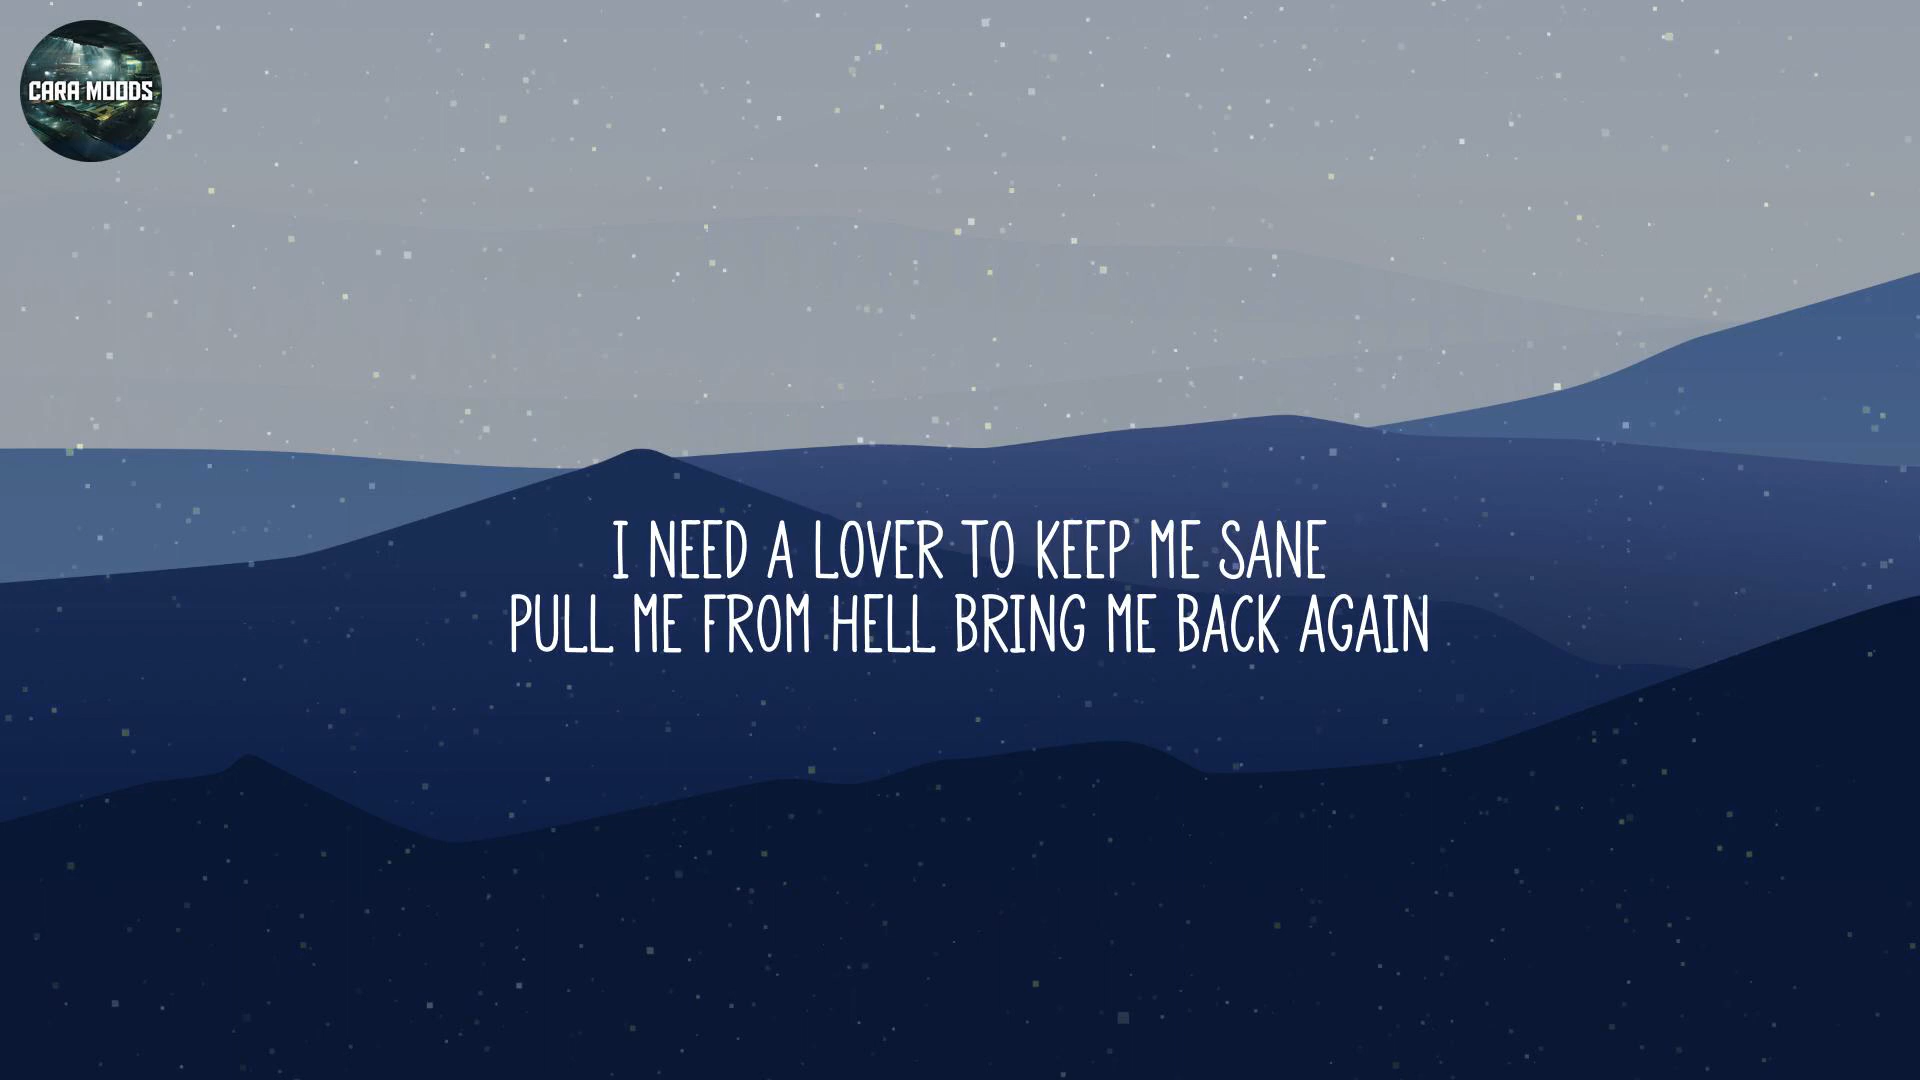 CARA MOODS
I NEED A LOVER TO KEEP ME SANE
PULL ME FROM HELL BRING ME BACK AGAIN